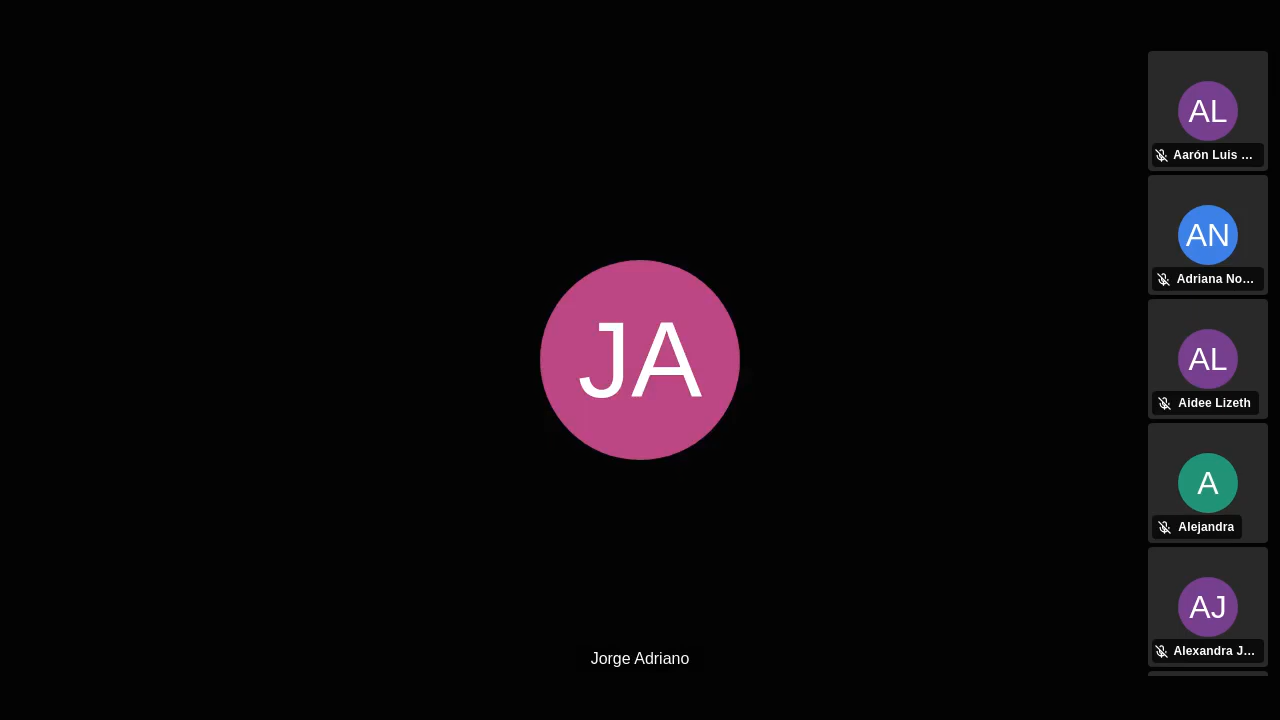 JA
Jorge Adriano
AL
Aarón Luis ...
AN
Adriana No...
AL
Aidee Lizeth
A
Alejandra
AJ
Alexandra J...